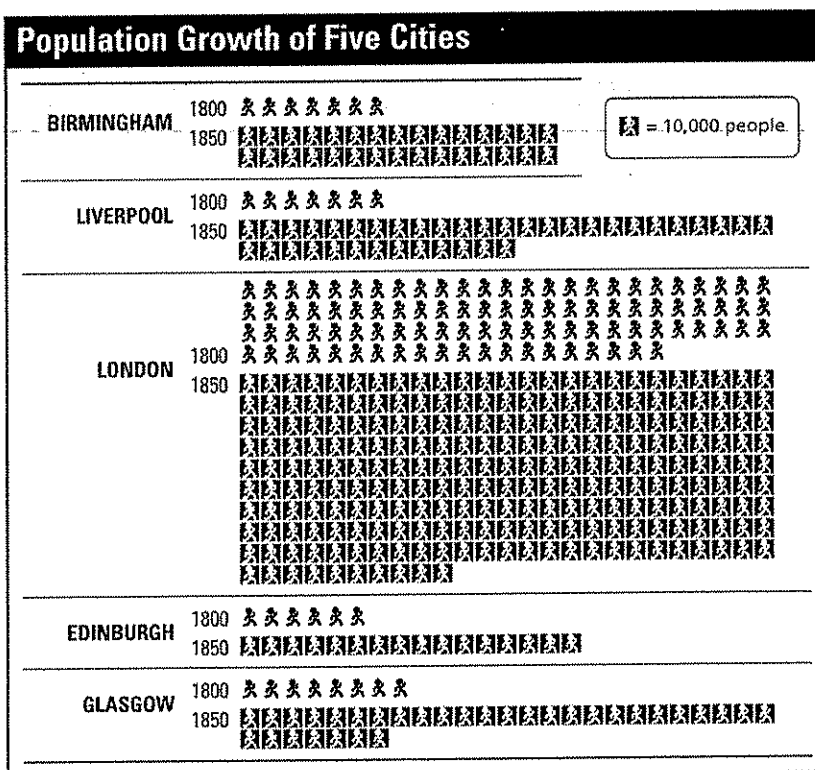 Population Growth of Five Cities
BIRMINGHAM
1800
1850
= 10,000 people
LIVERPOOL
1800
1850
LONDON
1800
1850
EDINBURGH
1800
1850
GLASGOW
1800
1850